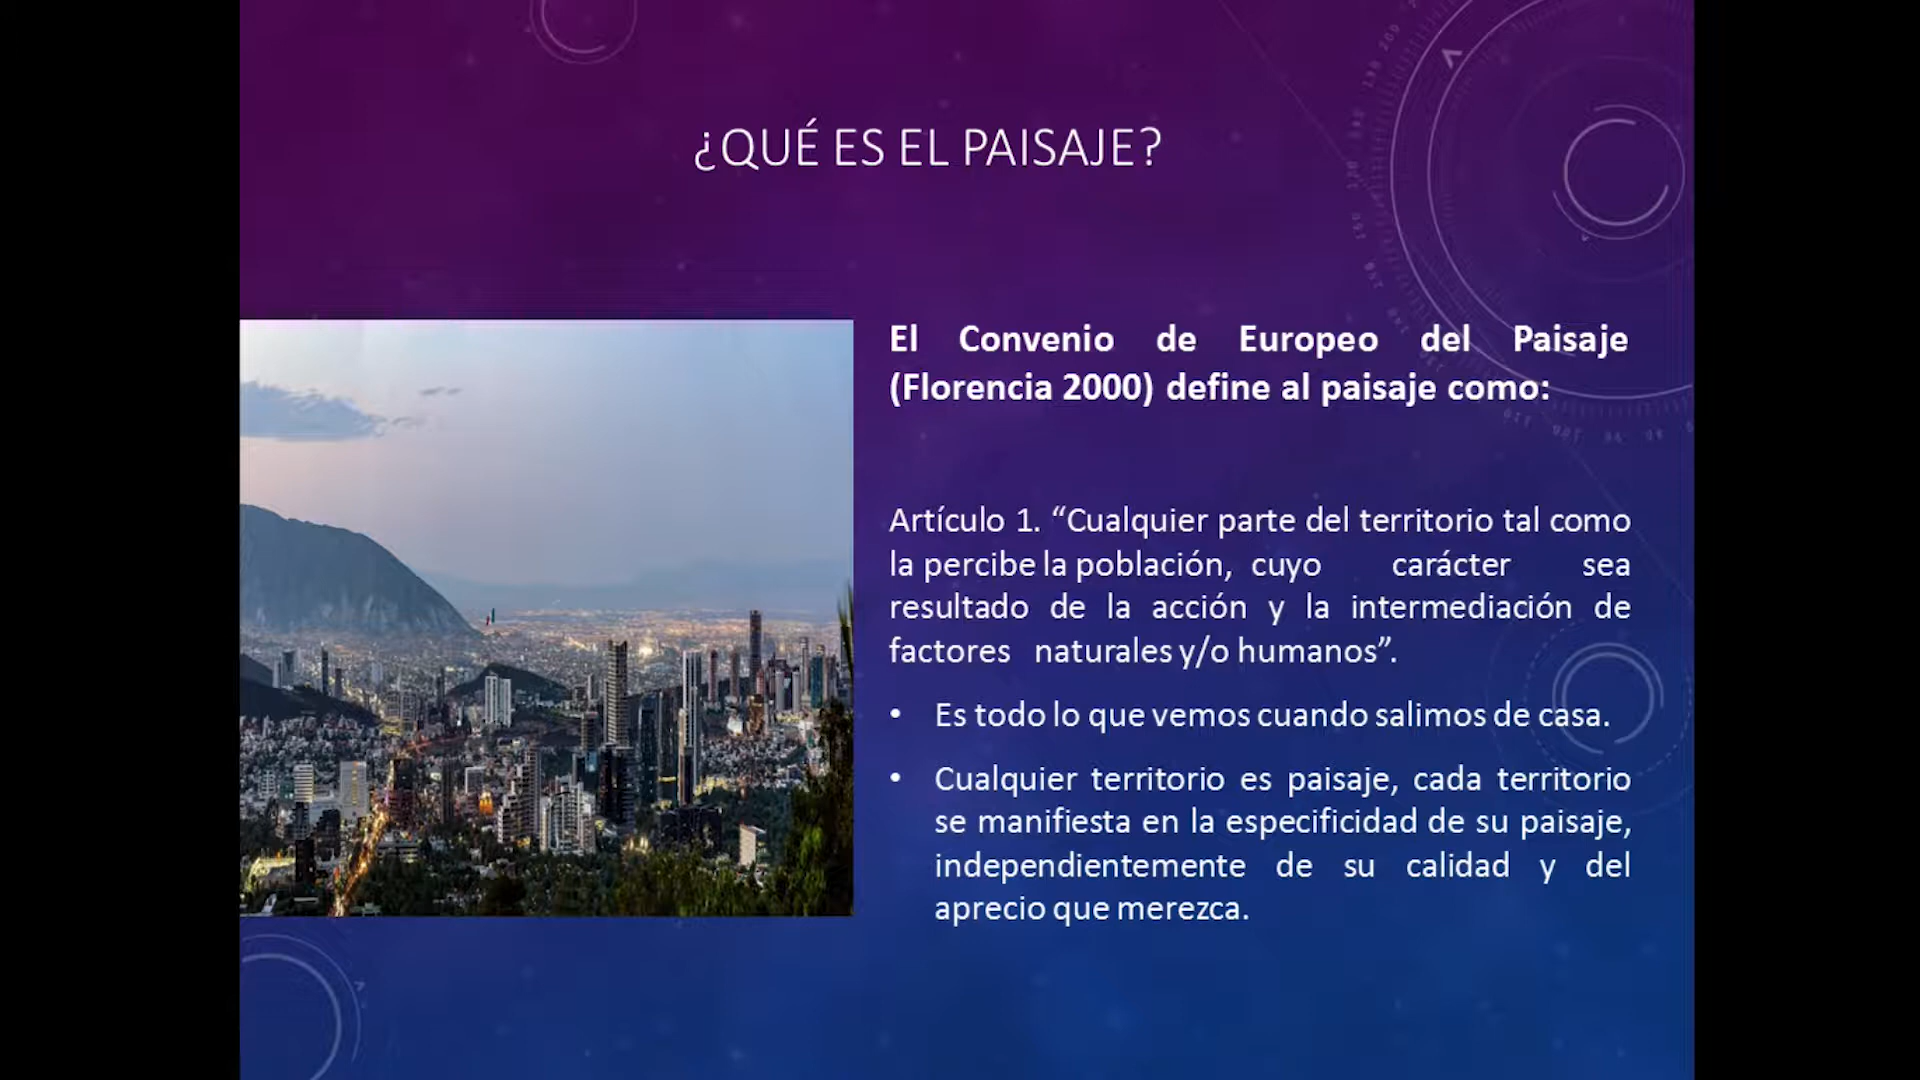 ¿QUÉ ES EL PAISAJE?
El Convenio de Europeo del Paisaje
(Florencia 2000) define al paisaje como:
Artículo 1. “Cualquier parte del territorio tal como
la percibe la población, cuyo carácter sea
resultado de la acción y la intermediación de
factores naturales y/o humanos”.
• Es todo lo que vemos cuando salimos de casa.
• Cualquier territorio es paisaje, cada territorio
se manifiesta en la especificidad de su paisaje,
independientemente de su calidad y del
aprecio que merezca.